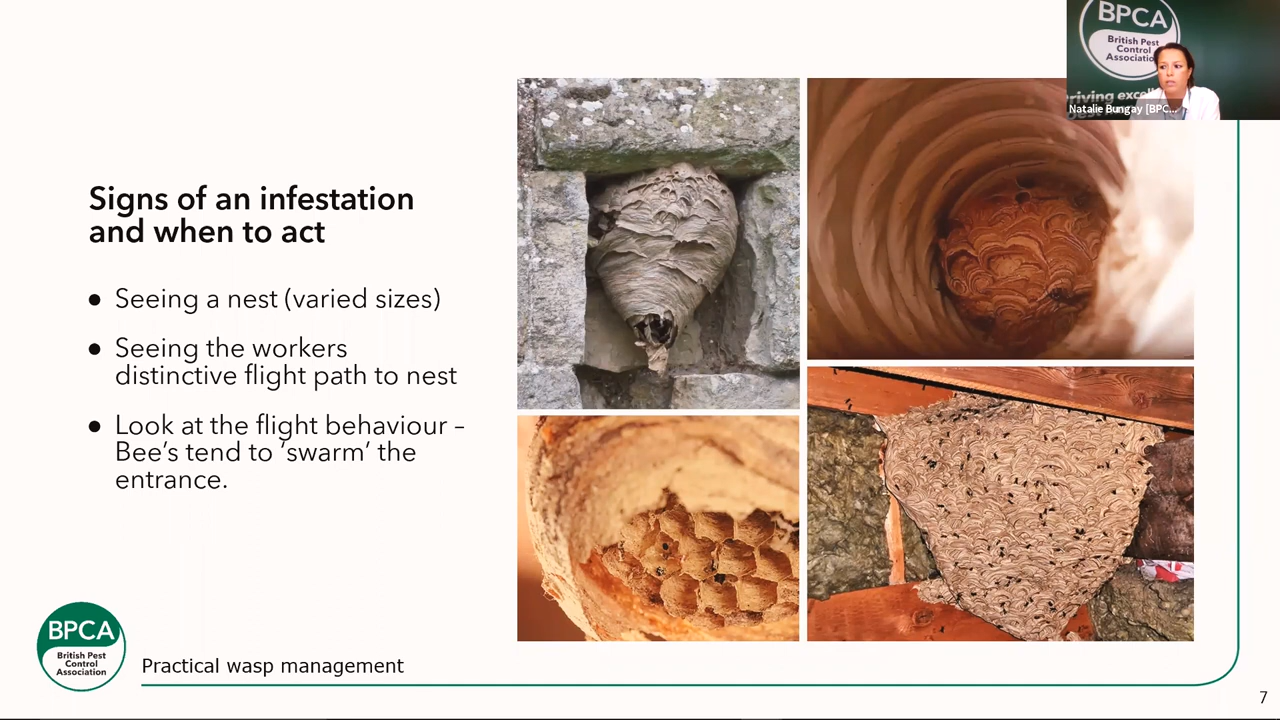 BPCA
British Pest
Control
Natalie Bungay [BPC...
Signs of an infestation
and when to act
● Seeing a nest (varied sizes)
● Seeing the workers
distinctive flight path to nest
● Look at the flight behaviour –
Bee's tend to 'swarm' the
entrance.
BPCA
British Pest
Control
Association
Practical wasp management
7